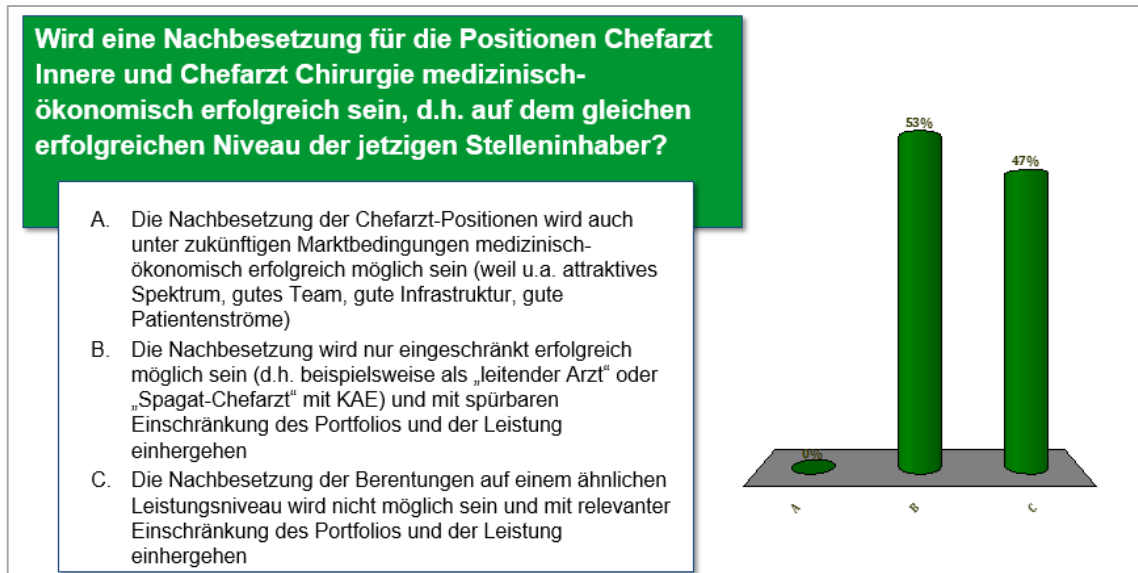 Wird eine Nachbesetzung für die Positionen Chefarzt
Innere und Chefarzt Chirurgie medizinisch-
ökonomisch erfolgreich sein, d.h. auf dem gleichen
erfolgreichen Niveau der jetzigen Stelleninhaber?
A. Die Nachbesetzung der Chefarzt-Positionen wird auch
unter zukünftigen Marktbedingungen medizinisch-
ökonomisch erfolgreich möglich sein (weil u.a. attraktives
Spektrum, gutes Team, gute Infrastruktur, gute
Patientenströme)
B. Die Nachbesetzung wird nur eingeschränkt erfolgreich
möglich sein (d.h. beispielsweise als „leitender Arzt“ oder
„Spagat-Chefarzt“ mit KAE) und mit spürbaren
Einschränkung des Portfolios und der Leistung
einhergehen
C. Die Nachbesetzung der Berentungen auf einem ähnlichen
Leistungsniveau wird nicht möglich sein und mit relevanter
Einschränkung des Portfolios und der Leistung
einhergehen
0%
53%
47%
A
B
C